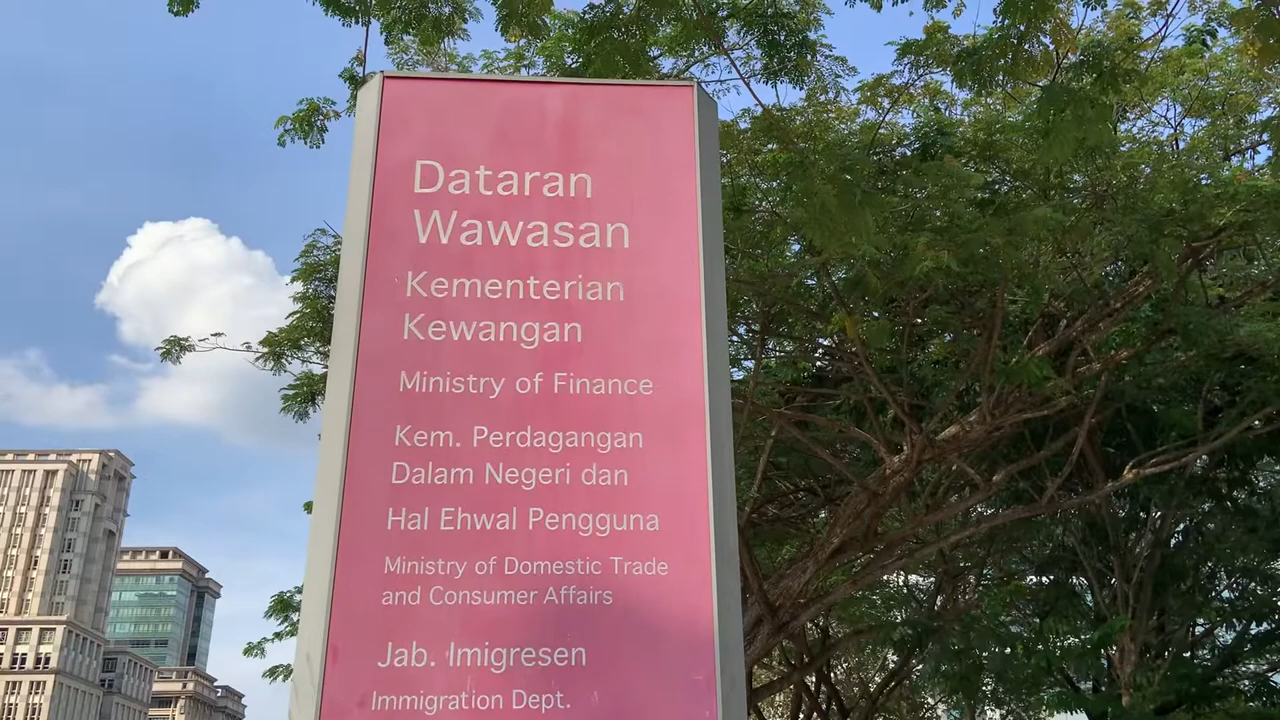 Dataran
Wawasan
Kementerian
Kewangan
Ministry of Finance
Kem. Perdagangan
Dalam Negeri dan
Hal Ehwal Pengguna
Ministry of Domestic Trade
and Consumer Affairs
Jab. Imigresen
Immigration Dept.